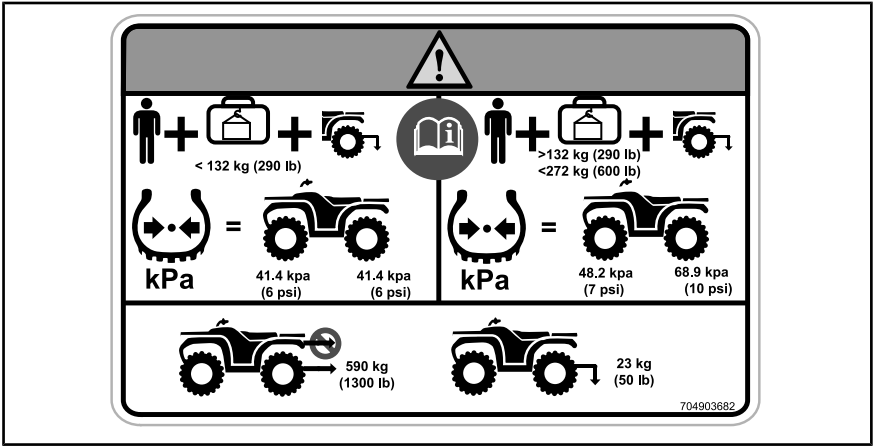 < 132 kg (290 lb)
>132 kg (290 lb)
<272 kg (600 lb)
kPa
=
41.4 kpa
(6 psi)
41.4 kpa
(6 psi)
kPa
=
48.2 kpa
(7 psi)
68.9 kpa
(10 psi)
590 kg
(1300 lb)
23 kg
(50 lb)
704903682